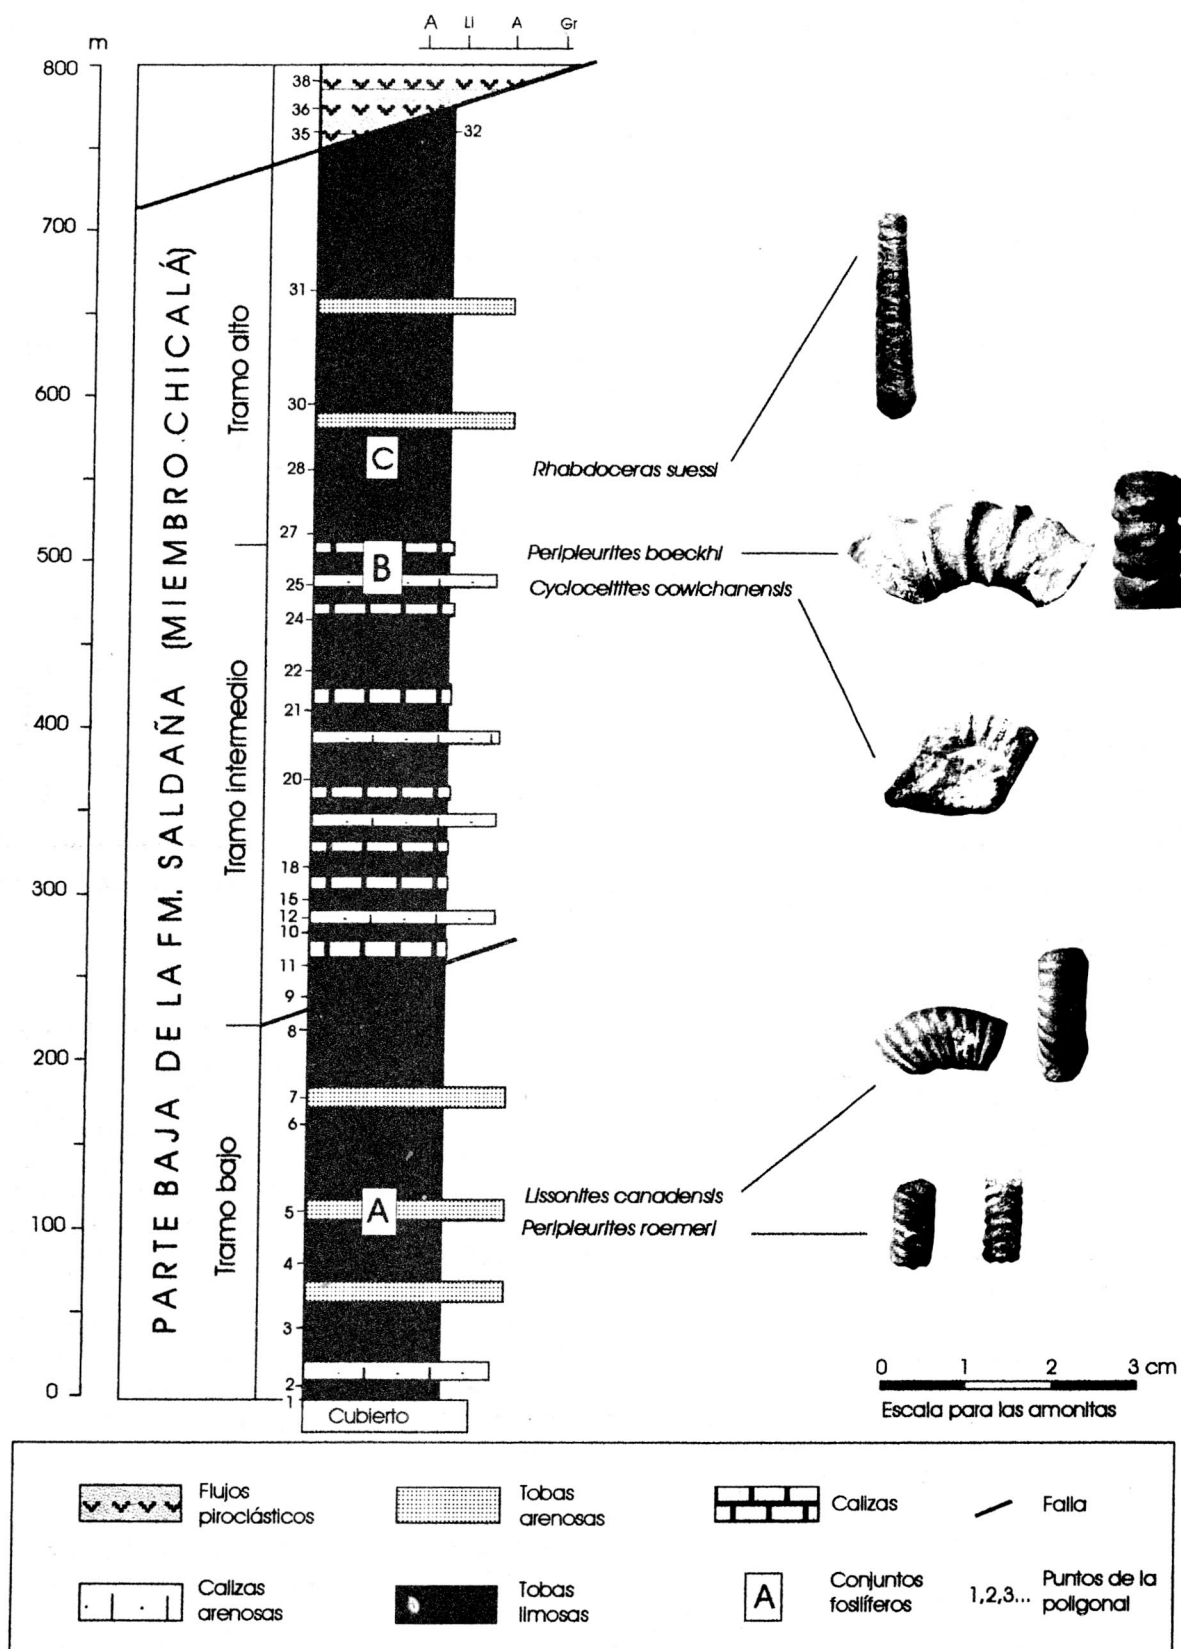 A LI A Gr
m
800
700
600
500
400
300
200
100
0
PARTE BAJA DE LA FM. SALDAÑA (MIEMBRO CHICALÁ)
Tramo alto
Tramo intermedio
Tramo bajo
38
36
35
32
31
30
28
27
25
24
22
21
20
18
15
12
10
11
9
8
7
6
5
4
3
2
1
C
B
A
Cubierto
Rhabdoceras suessi
Peripleurites boeckhi
Cycloceltites cowichanensis
Lissonites canadensis
Peripleurites roemeri
0 1 2 3 cm
Escala para las amonitas
Flujos
piroclásticos
Tobas
arenosas
Calizas
Falla
Calizas
arenosas
Tobas
limosas
A
Conjuntos
fosilíferos
1,2,3...
Puntos de la
poligonal